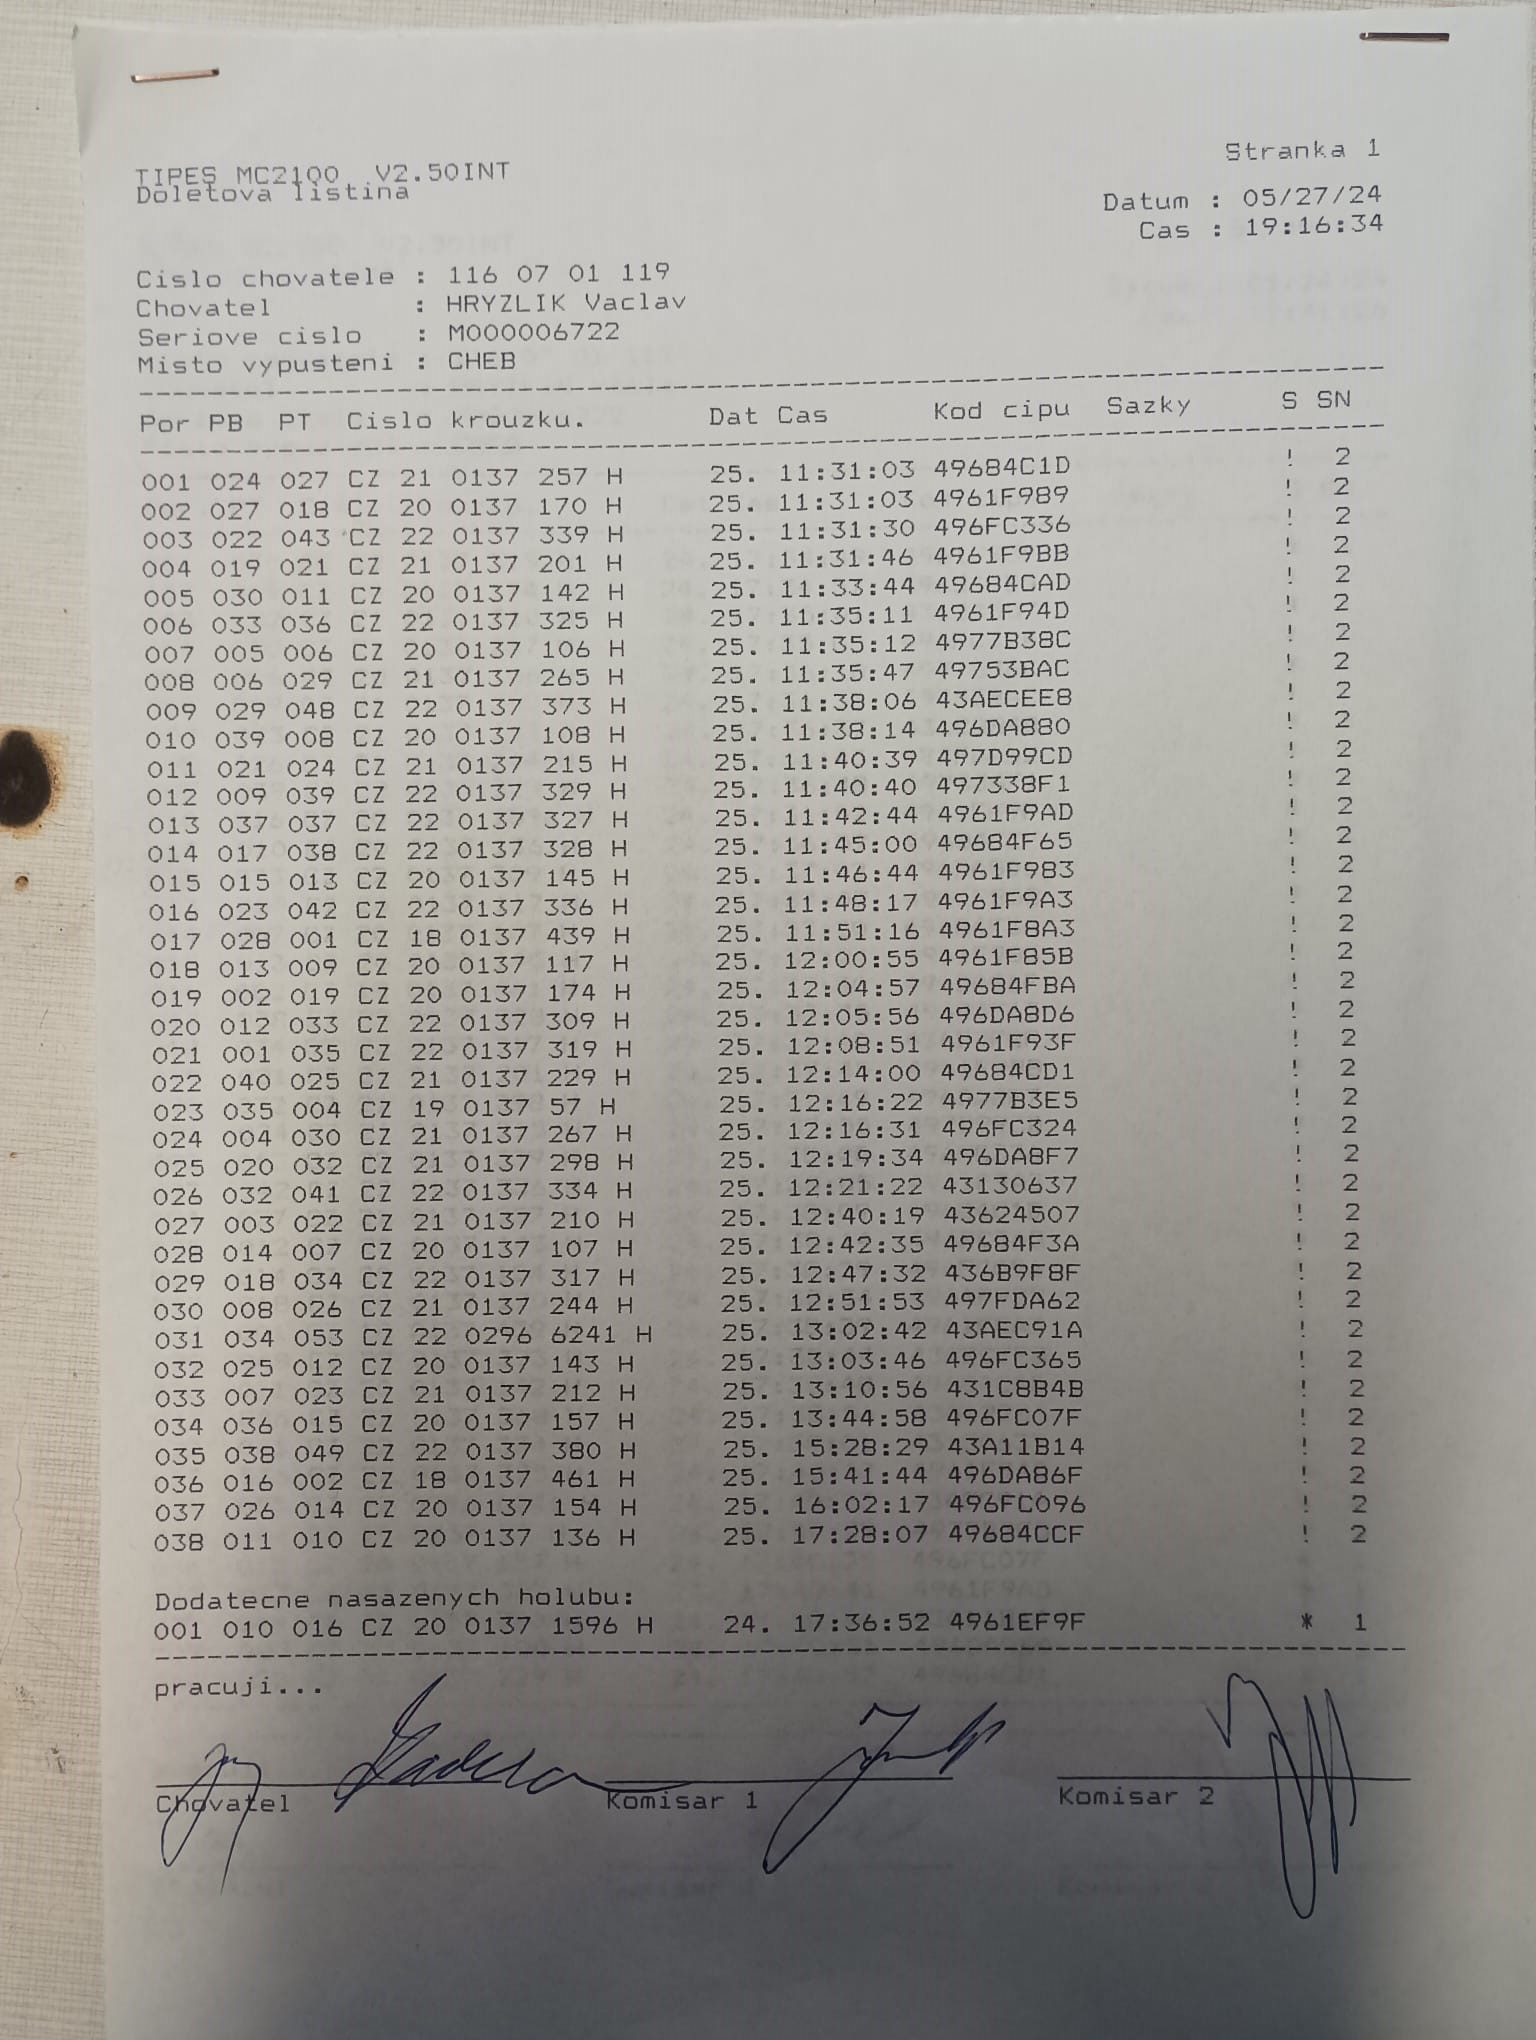 Stranka 1
TIPES MC2100 V2.50INT
Doletova listina
Datum : 05/27/24
Cas : 19:16:34
Cislo chovatele : 116 07 01 119
Chovatel : HRYZLIK Vaclav
Seriove cislo : M000006722
Misto vypusteni : CHEB
Por PB PT Cislo krouzku. Dat Cas Kod cipu Sazky S SN
001 024 027 CZ 21 0137 257 H 25. 11:31:03 49684C1D ! 2
002 027 018 CZ 20 0137 170 H 25. 11:31:03 4961F989 ! 2
003 022 043 CZ 22 0137 339 H 25. 11:31:30 496FC336 ! 2
004 019 021 CZ 21 0137 201 H 25. 11:31:46 4961F9BB ! 2
005 030 011 CZ 20 0137 142 H 25. 11:33:44 49684CAD ! 2
006 033 036 CZ 22 0137 325 H 25. 11:35:11 4961F94D ! 2
007 005 006 CZ 20 0137 106 H 25. 11:35:12 4977B38C ! 2
008 006 029 CZ 21 0137 265 H 25. 11:35:47 49753BAC ! 2
009 029 048 CZ 22 0137 373 H 25. 11:38:06 43AECEE8 ! 2
010 039 008 CZ 20 0137 108 H 25. 11:38:14 496DA880 ! 2
011 021 024 CZ 21 0137 215 H 25. 11:40:39 497D99CD ! 2
012 009 039 CZ 22 0137 329 H 25. 11:40:40 497338F1 ! 2
013 037 037 CZ 22 0137 327 H 25. 11:42:44 4961F9AD ! 2
014 017 038 CZ 22 0137 328 H 25. 11:45:00 49684F65 ! 2
015 015 013 CZ 20 0137 145 H 25. 11:46:44 4961F983 ! 2
016 023 042 CZ 22 0137 336 H 25. 11:48:17 4961F9A3 ! 2
017 028 001 CZ 18 0137 439 H 25. 11:51:16 4961F8A3 ! 2
018 013 009 CZ 20 0137 117 H 25. 12:00:55 4961F85B ! 2
019 002 019 CZ 20 0137 174 H 25. 12:04:57 49684FBA ! 2
020 012 033 CZ 22 0137 309 H 25. 12:05:56 496DA8D6 ! 2
021 001 035 CZ 22 0137 319 H 25. 12:08:51 4961F93F ! 2
022 040 025 CZ 21 0137 229 H 25. 12:14:00 49684CD1 ! 2
023 035 004 CZ 19 0137 57 H 25. 12:16:22 4977B3E5 ! 2
024 004 030 CZ 21 0137 267 H 25. 12:16:31 496FC324 ! 2
025 020 032 CZ 21 0137 298 H 25. 12:19:34 496DA8F7 ! 2
026 032 041 CZ 22 0137 334 H 25. 12:21:22 43130637 ! 2
027 003 022 CZ 21 0137 210 H 25. 12:40:19 43624507 ! 2
028 014 007 CZ 20 0137 107 H 25. 12:42:35 49684F3A ! 2
029 018 034 CZ 22 0137 317 H 25. 12:47:32 436B9F8F ! 2
030 008 026 CZ 21 0137 244 H 25. 12:51:53 497FDA62 ! 2
031 034 053 CZ 22 0296 6241 H 25. 13:02:42 43AEC91A ! 2
032 025 012 CZ 20 0137 143 H 25. 13:03:46 496FC365 ! 2
033 007 023 CZ 21 0137 212 H 25. 13:10:56 431C8B4B ! 2
034 036 015 CZ 20 0137 157 H 25. 13:44:58 496FC07F ! 2
035 038 049 CZ 22 0137 380 H 25. 15:28:29 43A11B14 ! 2
036 016 002 CZ 18 0137 461 H 25. 15:41:44 496DA86F ! 2
037 026 014 CZ 20 0137 154 H 25. 16:02:17 496FC096 ! 2
038 011 010 CZ 20 0137 136 H 25. 17:28:07 49684CCF ! 2
Dodatecne nasazenych holubu:
001 010 016 CZ 20 0137 1596 H 24. 17:36:52 4961EF9F * 1
pracuji...
Chovatel Komisar 1 Komisar 2